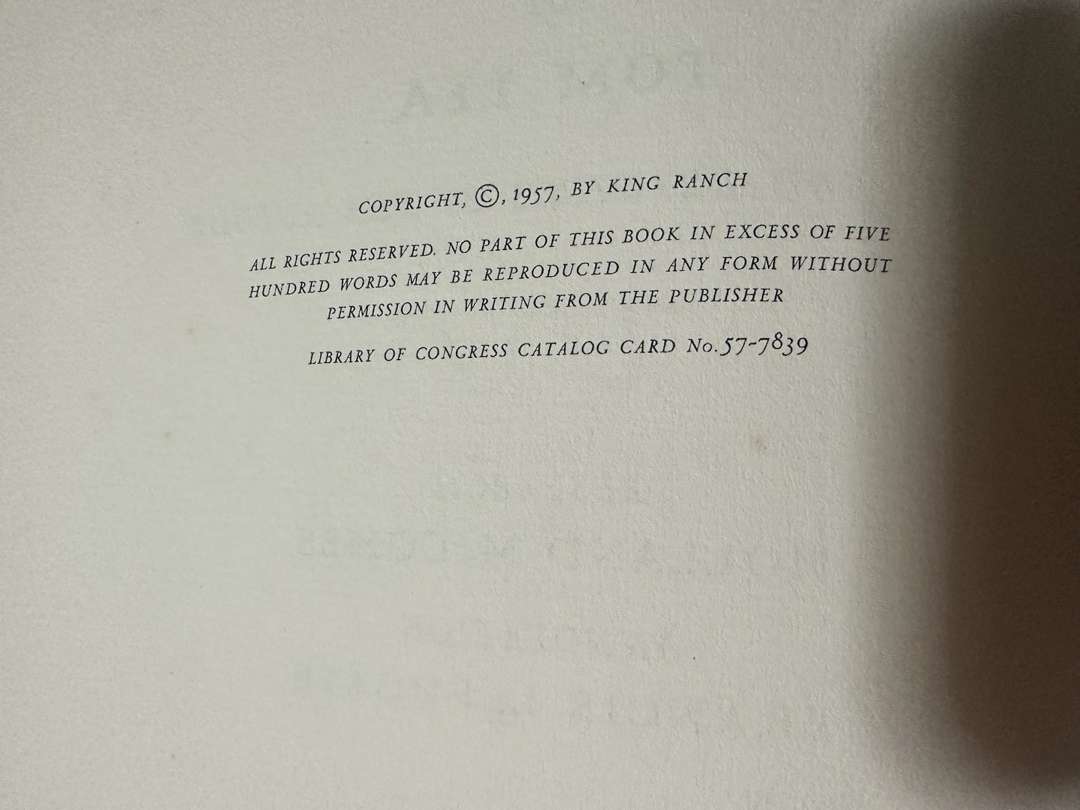 COPYRIGHT, ©, 1957, BY KING RANCH
ALL RIGHTS RESERVED. NO PART OF THIS BOOK IN EXCESS OF FIVE
HUNDRED WORDS MAY BE REPRODUCED IN ANY FORM WITHOUT
PERMISSION IN WRITING FROM THE PUBLISHER
LIBRARY OF CONGRESS CATALOG CARD No. 57-7839